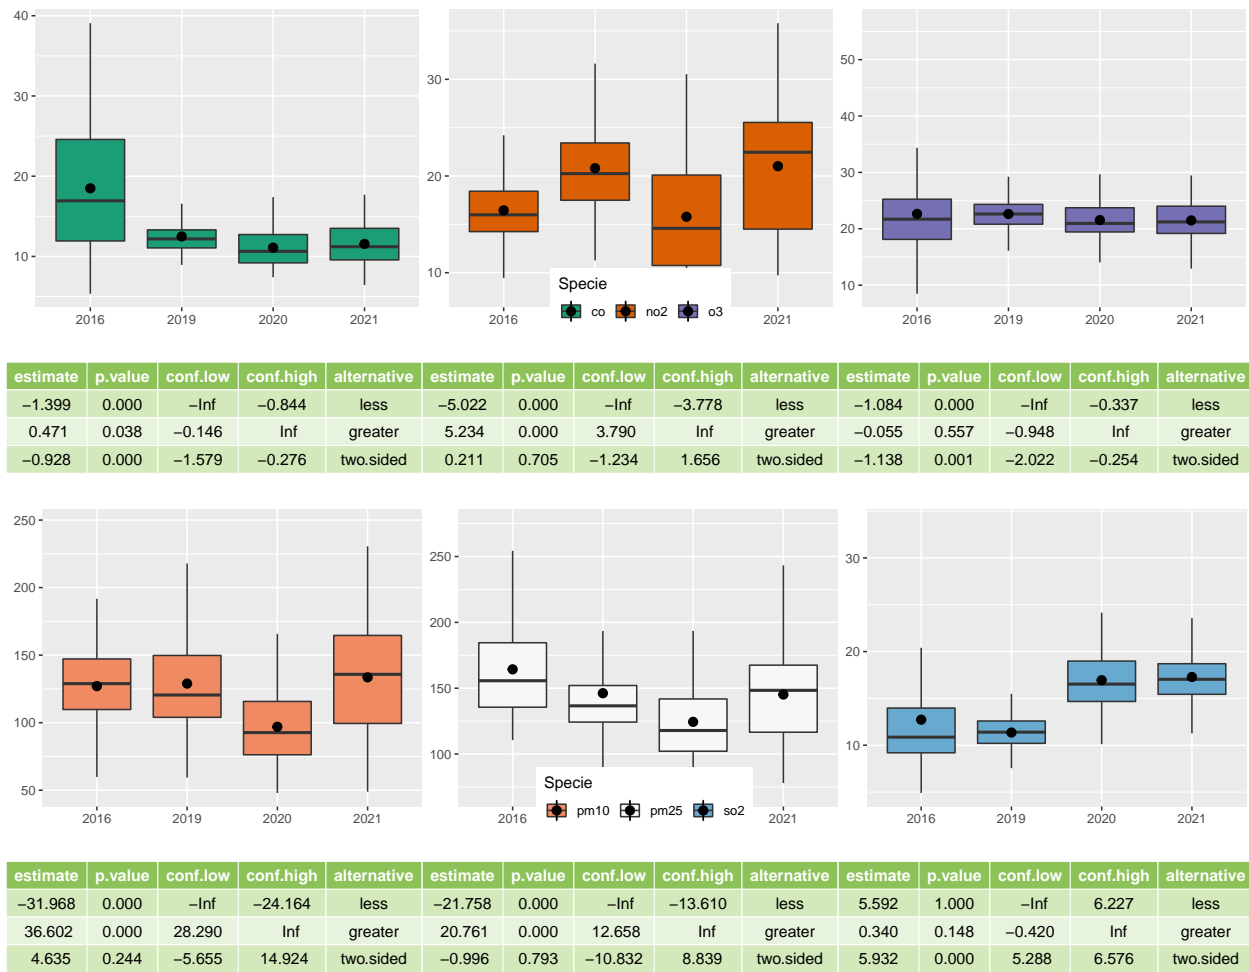 40
30
20
10
2016 2019 2020 2021
30
20
10
2016 2021
50
40
30
20
10
2016 2019 2020 2021
Specie
co no2 o3
estimate p.value conf.low conf.high alternative estimate p.value conf.low conf.high alternative estimate p.value conf.low conf.high alternative
−1.399 0.000 −Inf −0.844 less −5.022 0.000 −Inf −3.778 less −1.084 0.000 −Inf −0.337 less
0.471 0.038 −0.146 Inf greater 5.234 0.000 3.790 Inf greater −0.055 0.557 −0.948 Inf greater
−0.928 0.000 −1.579 −0.276 two.sided 0.211 0.705 −1.234 1.656 two.sided −1.138 0.001 −2.022 −0.254 two.sided
250
200
150
100
50
2016 2019 2020 2021
250
200
150
100
2016 2021
30
20
10
2016 2019 2020 2021
Specie
pm10 pm25 so2
estimate p.value conf.low conf.high alternative estimate p.value conf.low conf.high alternative estimate p.value conf.low conf.high alternative
−31.968 0.000 −Inf −24.164 less −21.758 0.000 −Inf −13.610 less 5.592 1.000 −Inf 6.227 less
36.602 0.000 28.290 Inf greater 20.761 0.000 12.658 Inf greater 0.340 0.148 −0.420 Inf greater
4.635 0.244 −5.655 14.924 two.sided −0.996 0.793 −10.832 8.839 two.sided 5.932 0.000 5.288 6.576 two.sided